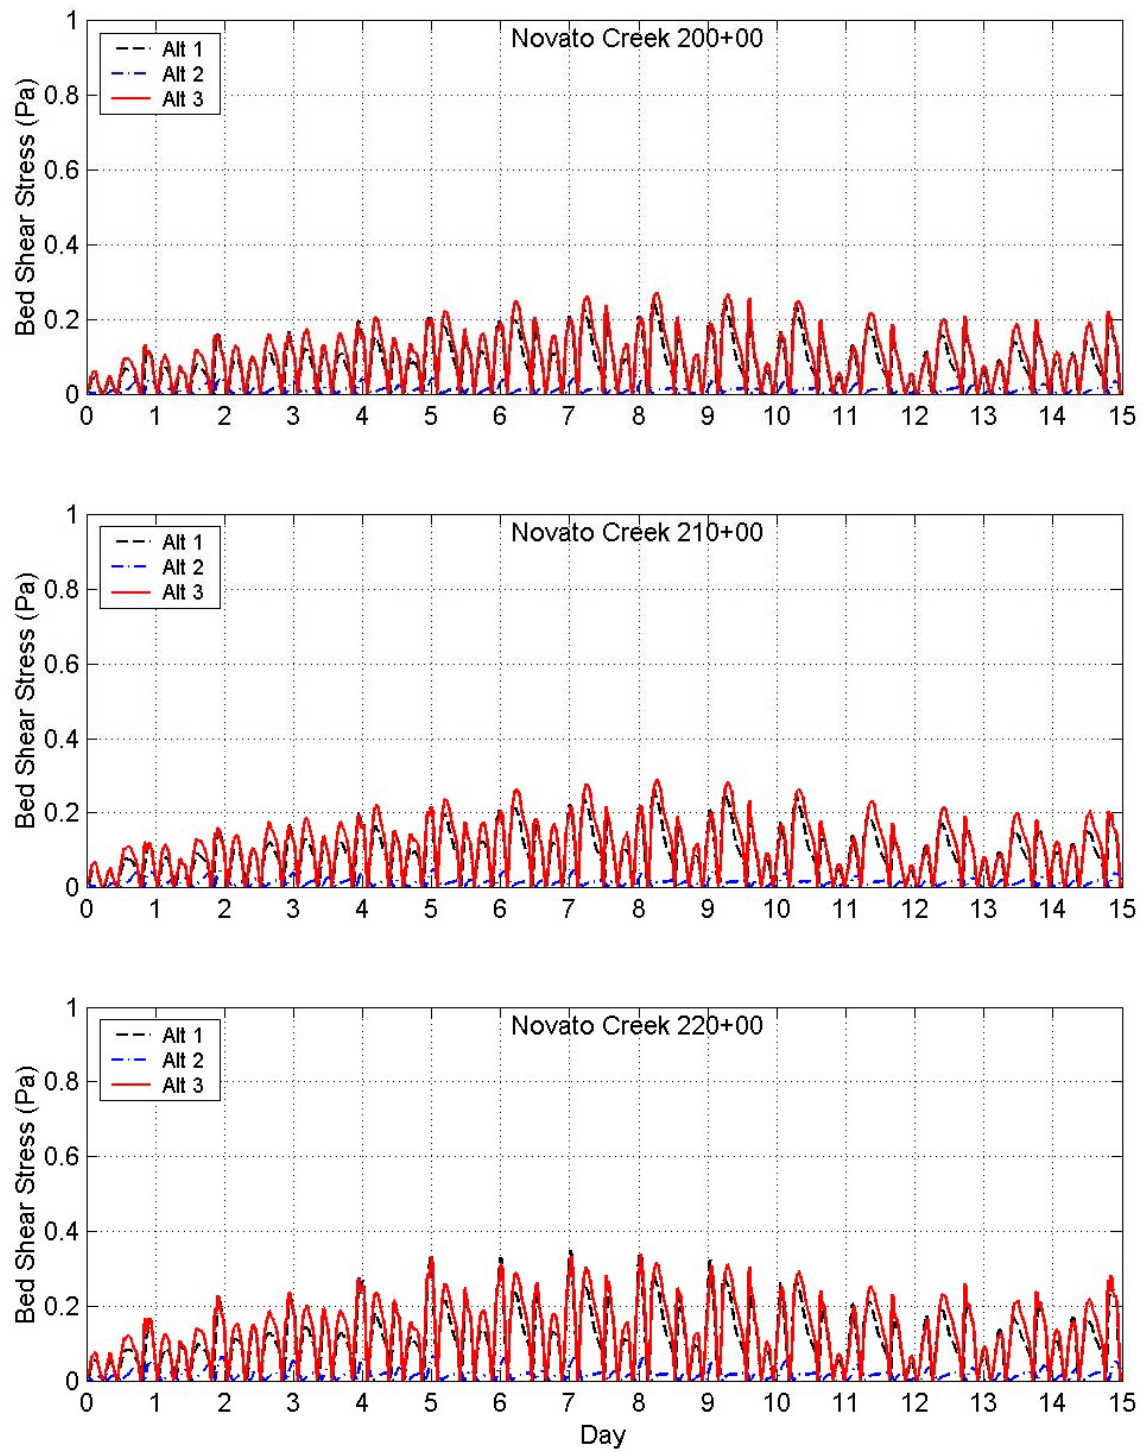 Novato Creek 200+00
Alt 1
Alt 2
Alt 3
Bed Shear Stress (Pa)
1
0.8
0.6
0.4
0.2
0
0 1 2 3 4 5 6 7 8 9 10 11 12 13 14 15
Novato Creek 210+00
Alt 1
Alt 2
Alt 3
Bed Shear Stress (Pa)
1
0.8
0.6
0.4
0.2
0
0 1 2 3 4 5 6 7 8 9 10 11 12 13 14 15
Novato Creek 220+00
Alt 1
Alt 2
Alt 3
Bed Shear Stress (Pa)
1
0.8
0.6
0.4
0.2
0
0 1 2 3 4 5 6 7 8 9 10 11 12 13 14 15
Day